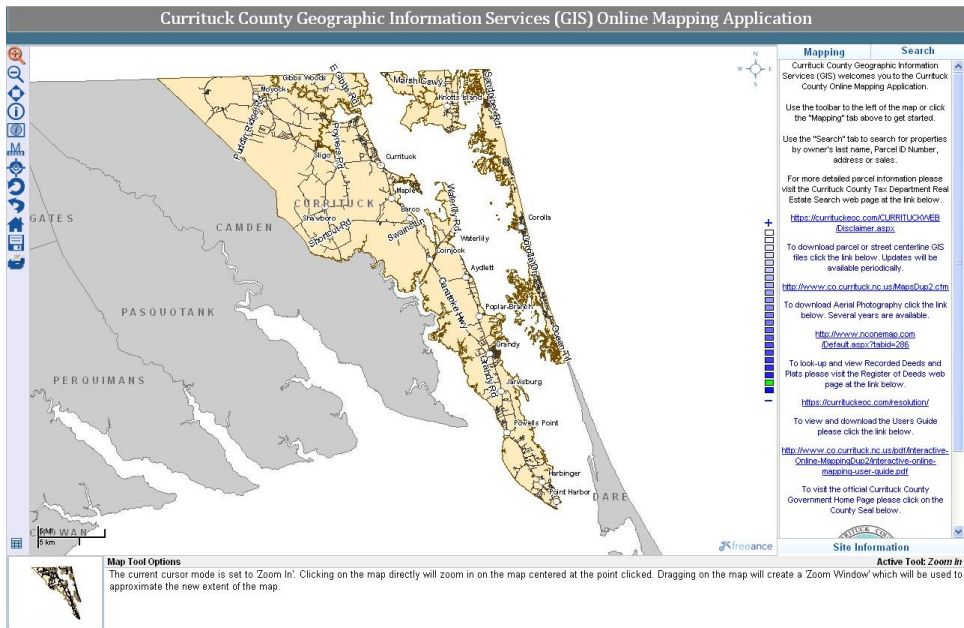 Currituck County Geographic Information Services (GIS) Online Mapping Application
Mapping
Search
Currituck County Geographic Information
Services (GIS) welcomes you to the Currituck
County Online Mapping Application.
Use the toolbar to the left of the map or click
the "Mapping" tab above to get started.
Use the "Search" tab to search for properties
by owner's last name, Parcel ID Number,
address or sales.
For more detailed parcel information please
visit the Currituck County Tax Department Real
Estate Search web page at the link below.
https://currituckeoc.com/CURRITUCKWEB
/Disclaimer.aspx
To download parcel or street centerline GIS
files click the link below. Updates will be
available periodically.
http://www.co.currituck.nc.us/MapsDup2.cfm
To download Aerial Photography click the link
below. Several years are available.
http://www.nconemap.com
/Default.aspx?tabid=286
To look-up and view Recorded Deeds and
Plats please visit the Register of Deeds web
page at the link below.
https://currituckeoc.com/resolution/
To view and download the Users Guide
please click the link below.
http://www.co.currituck.nc.us/pdf/interactive-
Online-MappingDup2/interactive-online-
mapping-user-guide.pdf
To visit the official Currituck County
Government Home Page please click on the
County Seal below.
Site Information
N
W
E
S
Gibbs Woods
E Gibbs Rd
Moyock
Puddin Ridge Rd
Marsh Cswy
Knotts Island
Sandpiper Rd
Poyners Rd
Sligo
Currituck
Maple
CURRITUCK
Barco
Waterlily Rd
Shawboro
Shortcut Rd
Corolla
Waterlily
Coinjock
Aydlett
Caratoke Hwy
Poplar Branch
Ocean Trl
Grandy
Grandy Rd
Jarvisburg
Powells Point
Harbinger
Point Harbor
DARE
GATES
CAMDEN
PASQUOTANK
PERQUIMANS
CHOWAN
5 Mi
5 km
freeance
Map Tool Options
Active Tool: Zoom In
The current cursor mode is set to 'Zoom In'. Clicking on the map directly will zoom in on the map centered at the point clicked. Dragging on the map will create a 'Zoom Window' which will be used to
approximate the new extent of the map.